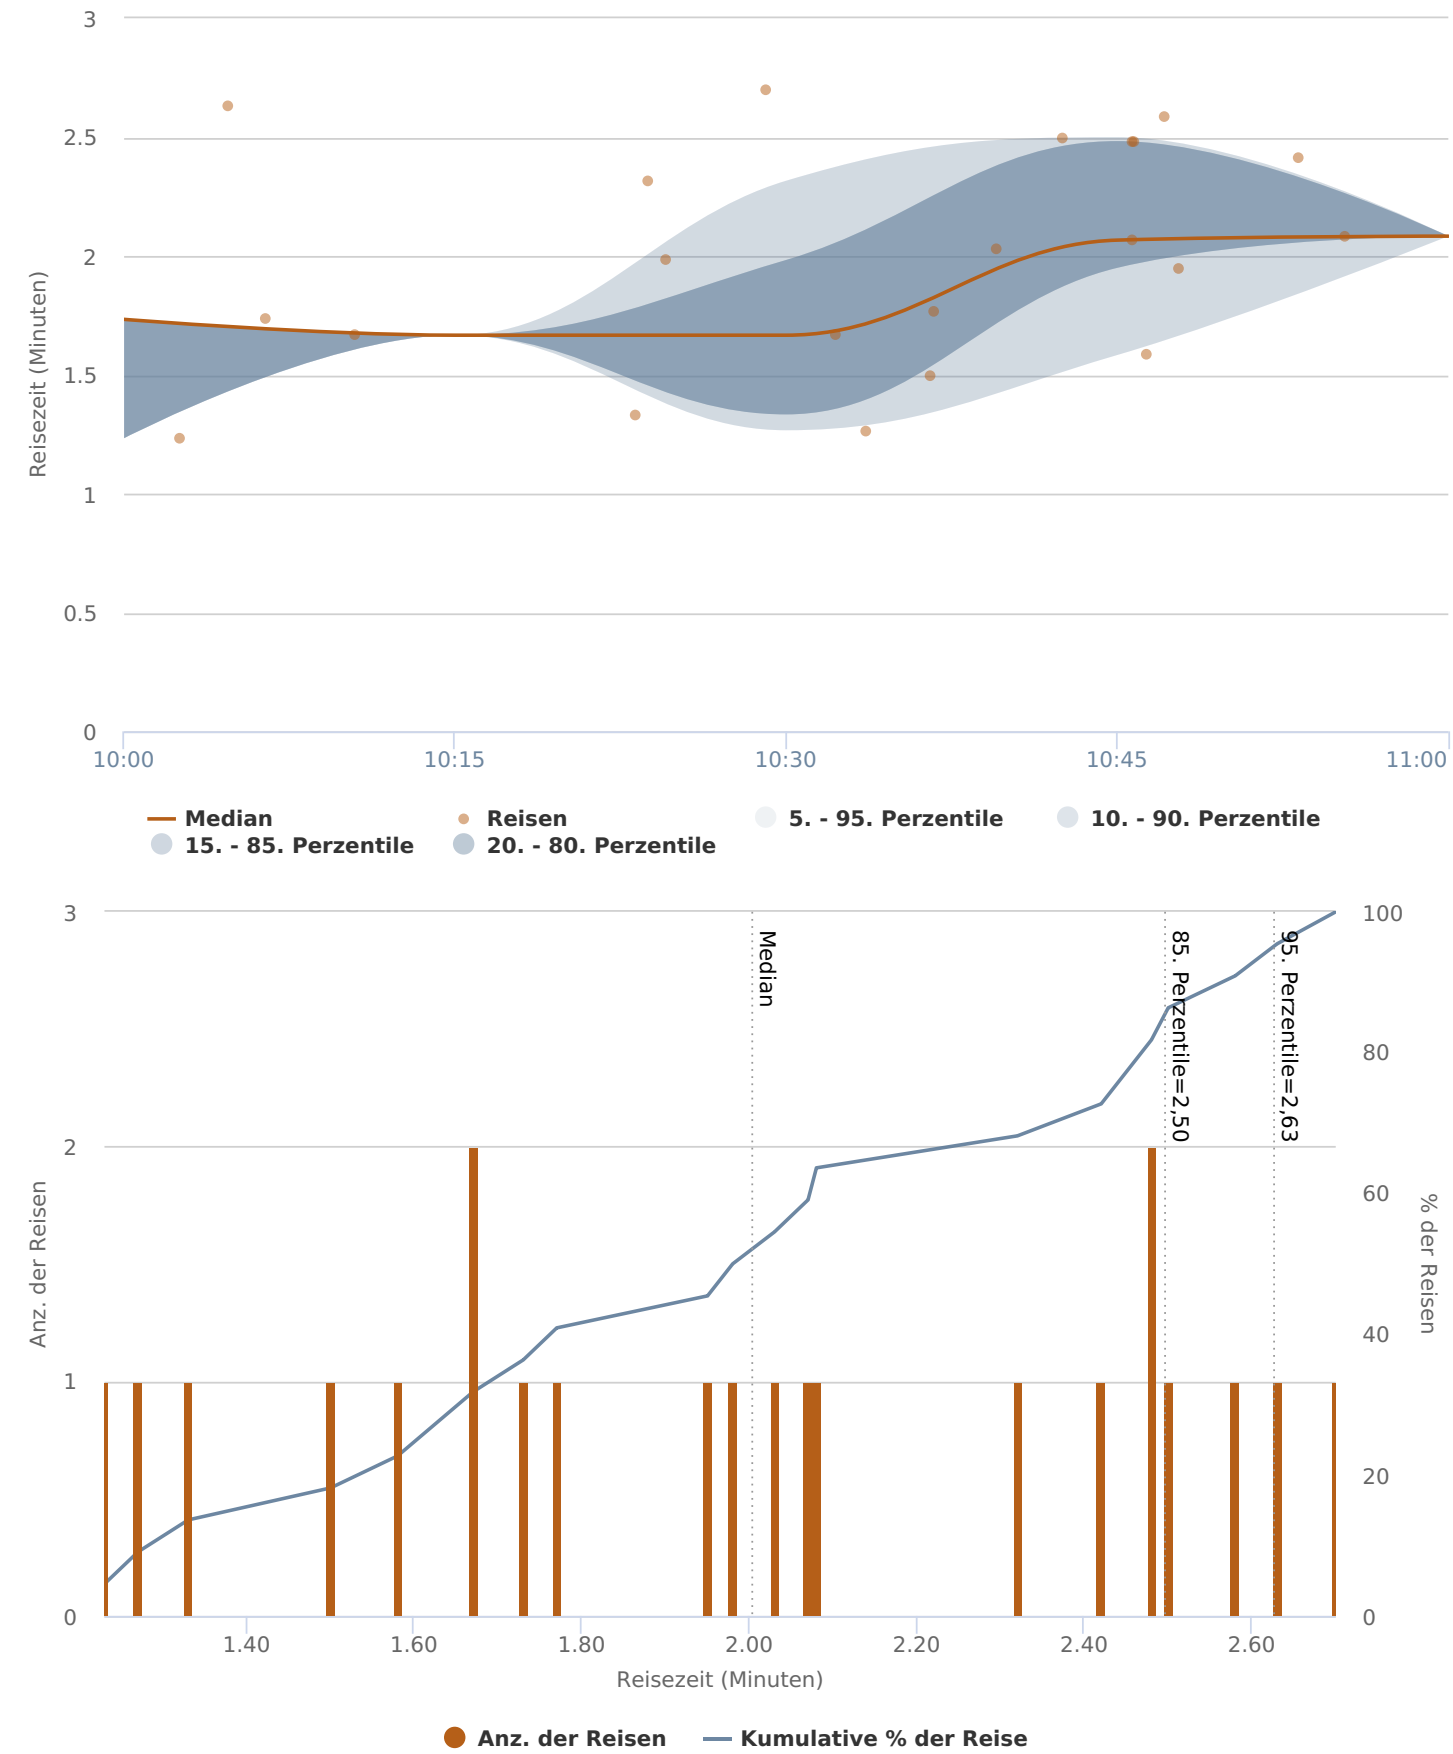 3
2.5
2
1.5
1
0.5
0
Reisezeit (Minuten)
10:00 10:15 10:30 10:45 11:00
Median Reisen 5. - 95. Perzentile 10. - 90. Perzentile
15. - 85. Perzentile 20. - 80. Perzentile
3 100
80
2
60
40
1
20
0 0
Anz. der Reisen
% der Reisen
Median
85. Perzentile=2,50
95. Perzentile=2,63
1.40 1.60 1.80 2.00 2.20 2.40 2.60
Reisezeit (Minuten)
Anz. der Reisen Kumulative % der Reise